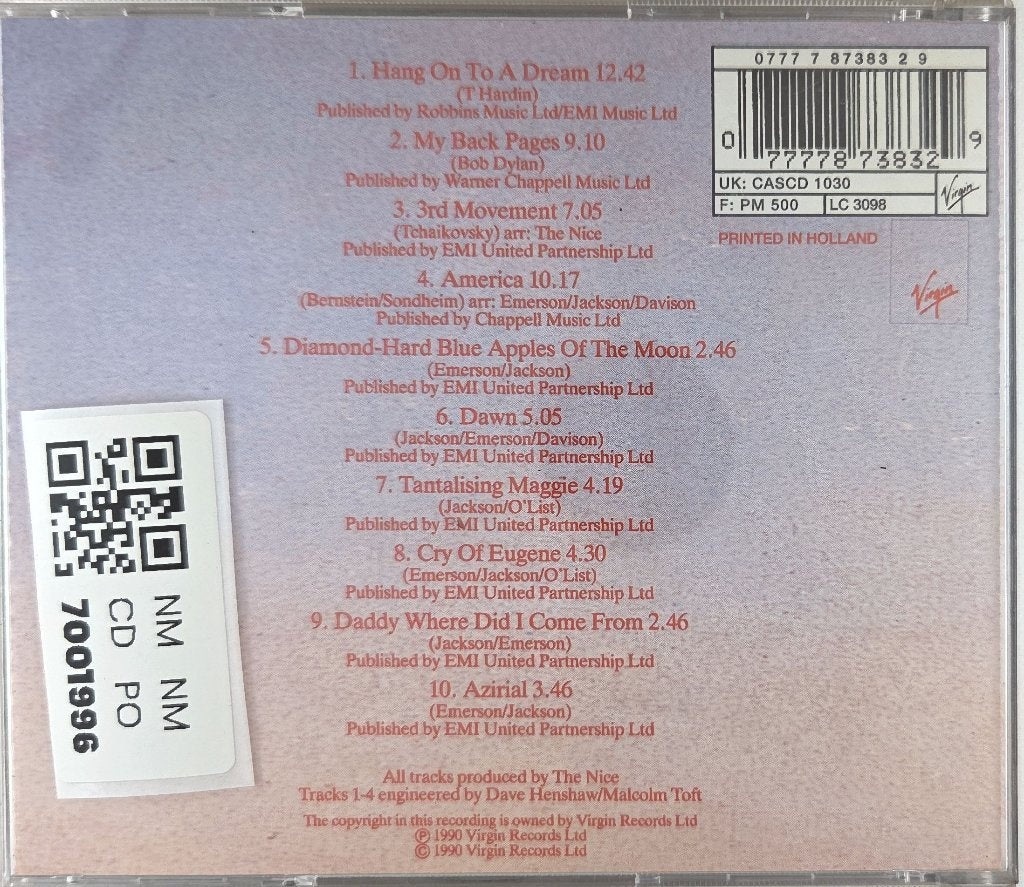 1. Hang On To A Dream 12.42
(T Hardin)
Published by Robbins Music Ltd/EMI Music Ltd
2. My Back Pages 9.10
(Bob Dylan)
Published by Warner Chappell Music Ltd
3. 3rd Movement 7.05
(Tchaikovsky) arr: The Nice
Published by EMI United Partnership Ltd
4. America 10.17
(Bernstein/Sondheim) arr: Emerson/Jackson/Davison
Published by Chappell Music Ltd
5. Diamond-Hard Blue Apples Of The Moon 2.46
(Emerson/Jackson)
Published by EMI United Partnership Ltd
6. Dawn 5.05
(Jackson/Emerson/Davison)
Published by EMI United Partnership Ltd
7. Tantalising Maggie 4.19
(Jackson/O'List)
Published by EMI United Partnership Ltd
8. Cry Of Eugene 4.30
(Emerson/Jackson/O'List)
Published by EMI United Partnership Ltd
9. Daddy Where Did I Come From 2.46
(Jackson/Emerson)
Published by EMI United Partnership Ltd
10. Azirial 3.46
(Emerson/Jackson)
Published by EMI United Partnership Ltd
All tracks produced by The Nice
Tracks 1-4 engineered by Dave Henshaw/Malcolm Toft
The copyright in this recording is owned by Virgin Records Ltd
℗ 1990 Virgin Records Ltd
© 1990 Virgin Records Ltd
0777 7 87383 2 9
0 77778 73832 9
UK: CASCD 1030
F: PM 500
LC 3098
Virgin
PRINTED IN HOLLAND
Virgin
NM NM
CD PO
7001996